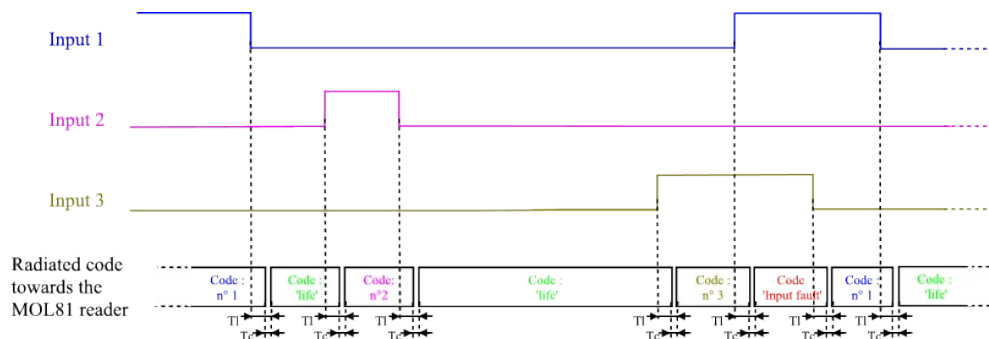 Input 1
Input 2
Input 3
Radiated code
towards the
MOL81 reader
Code :
n° 1
Code :
'life'
Code :
n°2
Code :
'life'
Code :
n° 3
Code :
'Input fault'
Code :
n° 1
Code :
'life'
Tl
Tl
Tl
Tl
Tl
Tl
Tl
Tc
Tc
Tc
Tc
Tc
Tc
Tc